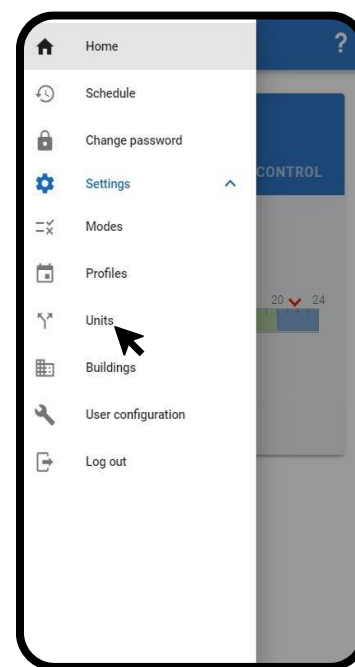 Home
?
Schedule
Change password
CONTROL
Settings
Modes
Profiles
20 24
Units
Buildings
User configuration
Log out